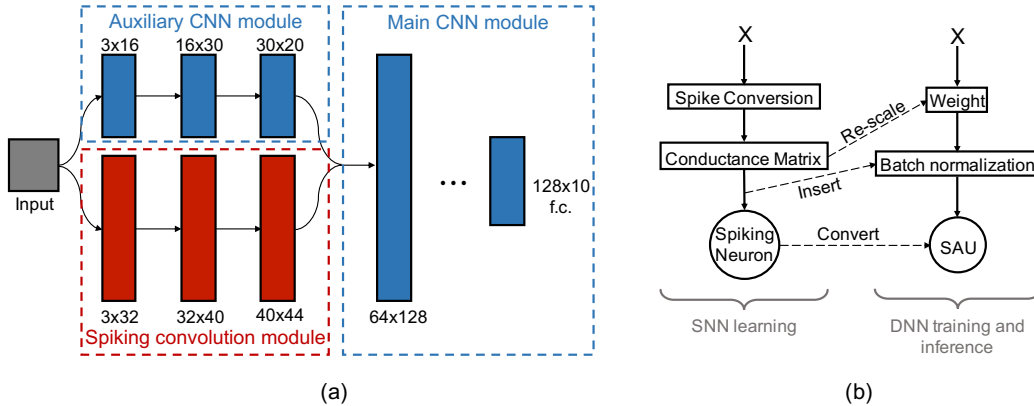 Auxiliary CNN module
3x16
16x30
30x20
Main CNN module
Input
...
128x10
f.c.
3x32
32x40
40x44
64x128
Spiking convolution module
(a)
X
X
Spike Conversion
Weight
Re-scale
Conductance Matrix
Batch normalization
Insert
Spiking
Neuron
Convert
SAU
SNN learning
DNN training and
inference
(b)